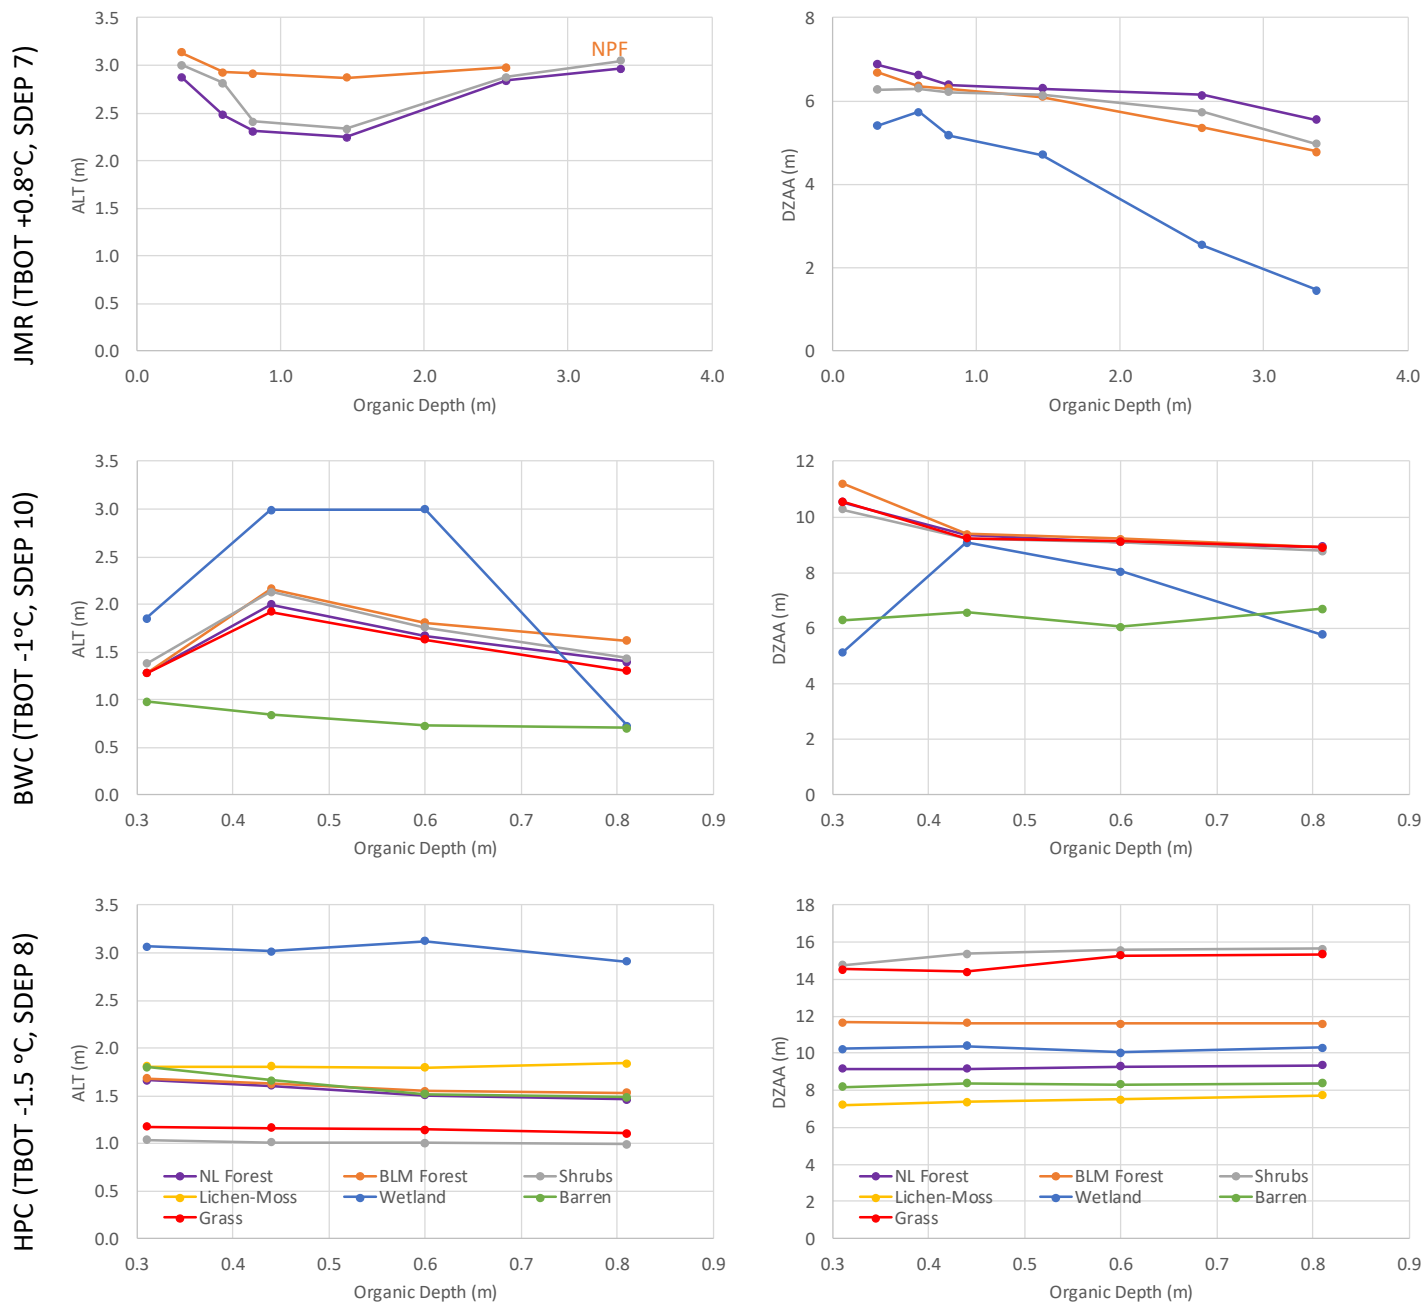 JMR (TBOT +0.8°C, SDEP 7)
3.5
3.0
2.5
2.0
1.5
1.0
0.5
0.0
ALT (m)
NPF
0.0 1.0 2.0 3.0 4.0
Organic Depth (m)
8
6
4
2
0
DZAA (m)
0.0 1.0 2.0 3.0 4.0
Organic Depth (m)
BWC (TBOT -1°C, SDEP 10)
3.5
3.0
2.5
2.0
1.5
1.0
0.5
0.0
ALT (m)
0.3 0.4 0.5 0.6 0.7 0.8 0.9
Organic Depth (m)
12
10
8
6
4
2
0
DZAA (m)
0.3 0.4 0.5 0.6 0.7 0.8 0.9
Organic Depth (m)
HPC (TBOT -1.5 °C, SDEP 8)
3.5
3.0
2.5
2.0
1.5
1.0
0.5
0.0
ALT (m)
NL Forest BLM Forest Shrubs
Lichen-Moss Wetland Barren
Grass
0.3 0.4 0.5 0.6 0.7 0.8 0.9
Organic Depth (m)
18
16
14
12
10
8
6
4
2
0
DZAA (m)
NL Forest BLM Forest Shrubs
Lichen-Moss Wetland Barren
Grass
0.3 0.4 0.5 0.6 0.7 0.8 0.9
Organic Depth (m)